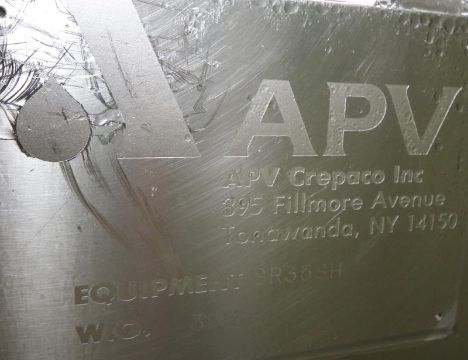 APV
APV Crepaco Inc
395 Fillmore Avenue
Tonawanda, NY 14150
EQUIPMENT
W.O.